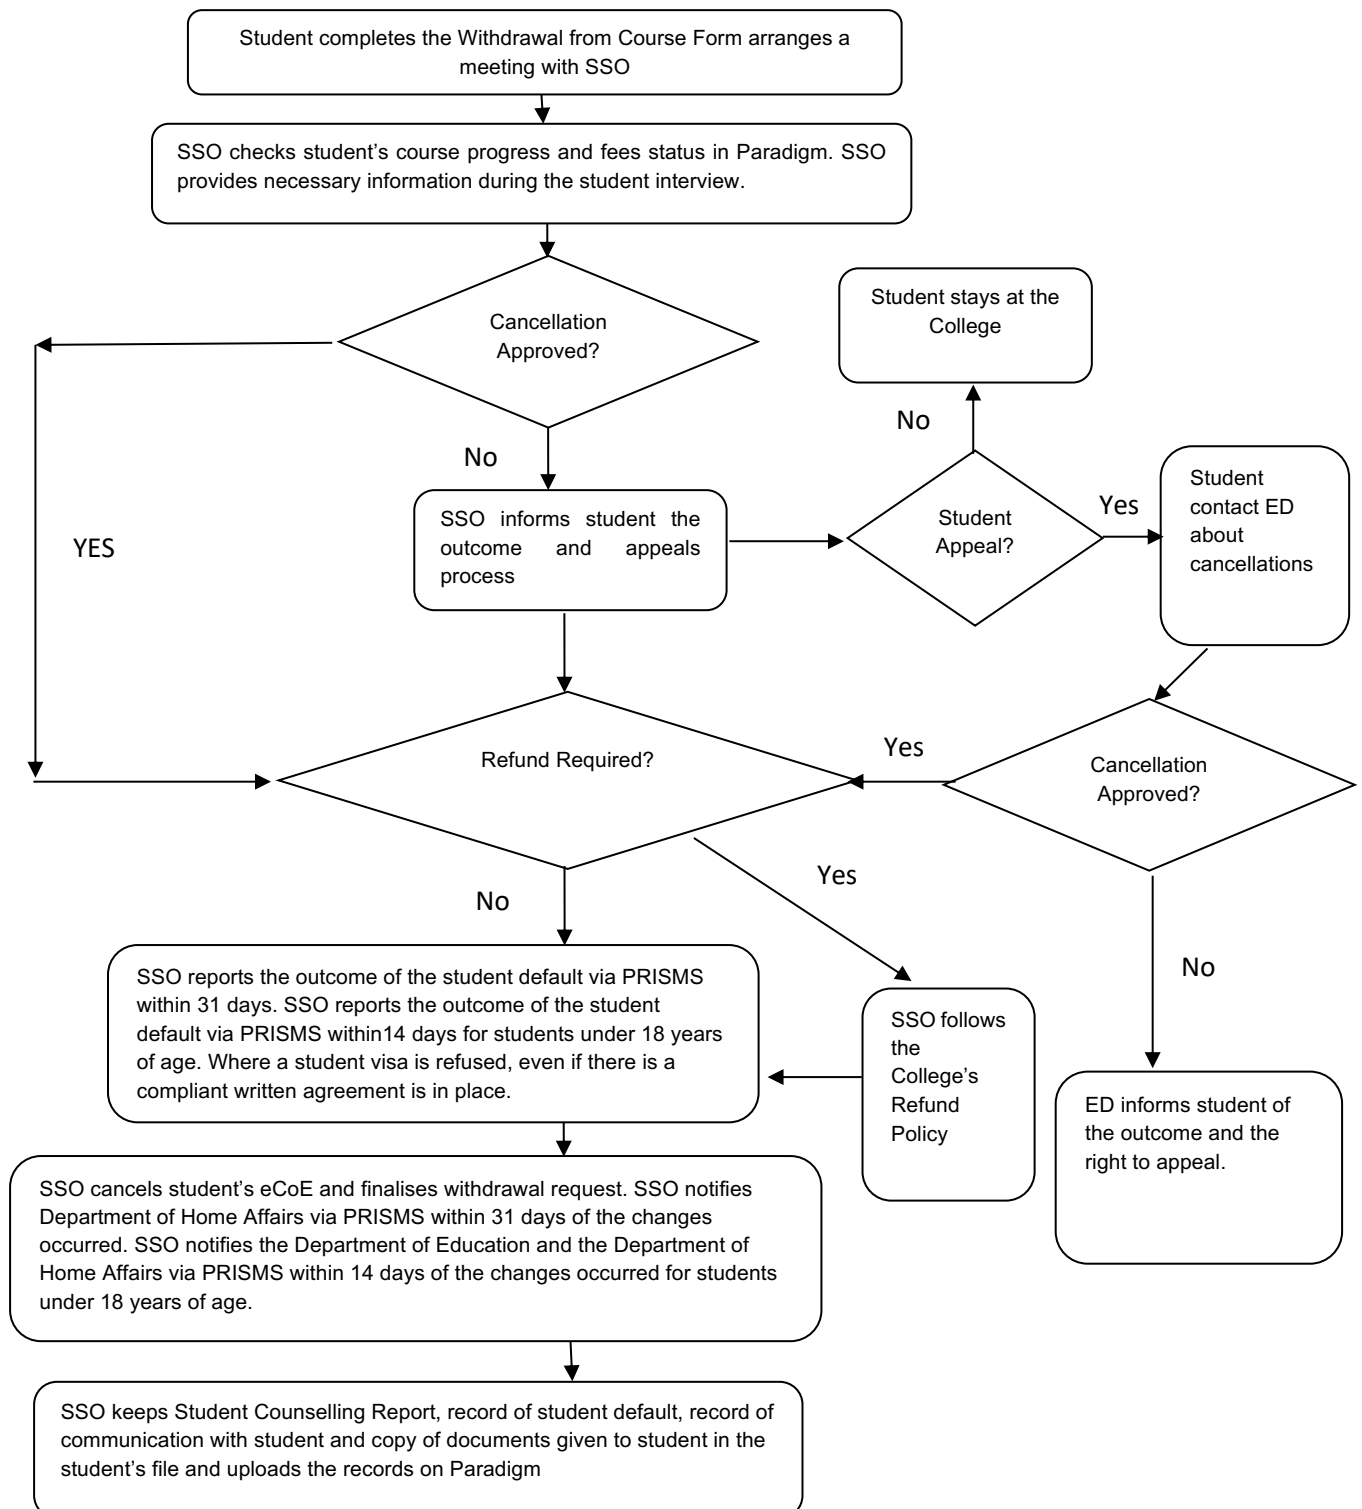 Student completes the Withdrawal from Course Form arranges a
meeting with SSO
SSO checks student's course progress and fees status in Paradigm. SSO
provides necessary information during the student interview.
Cancellation
Approved?
Student stays at the
College
No
No
YES
SSO informs student the
outcome and appeals
process
Student
Appeal?
Yes
Student
contact ED
about
cancellations
Refund Required?
Yes
Cancellation
Approved?
Yes
No
No
SSO reports the outcome of the student default via PRISMS
within 31 days. SSO reports the outcome of the student
default via PRISMS within14 days for students under 18 years
of age. Where a student visa is refused, even if there is a
compliant written agreement is in place.
SSO follows
the
College's
Refund
Policy
ED informs student of
the outcome and the
right to appeal.
SSO cancels student's eCoE and finalises withdrawal request. SSO notifies
Department of Home Affairs via PRISMS within 31 days of the changes
occurred. SSO notifies the Department of Education and the Department of
Home Affairs via PRISMS within 14 days of the changes occurred for students
under 18 years of age.
SSO keeps Student Counselling Report, record of student default, record of
communication with student and copy of documents given to student in the
student's file and uploads the records on Paradigm